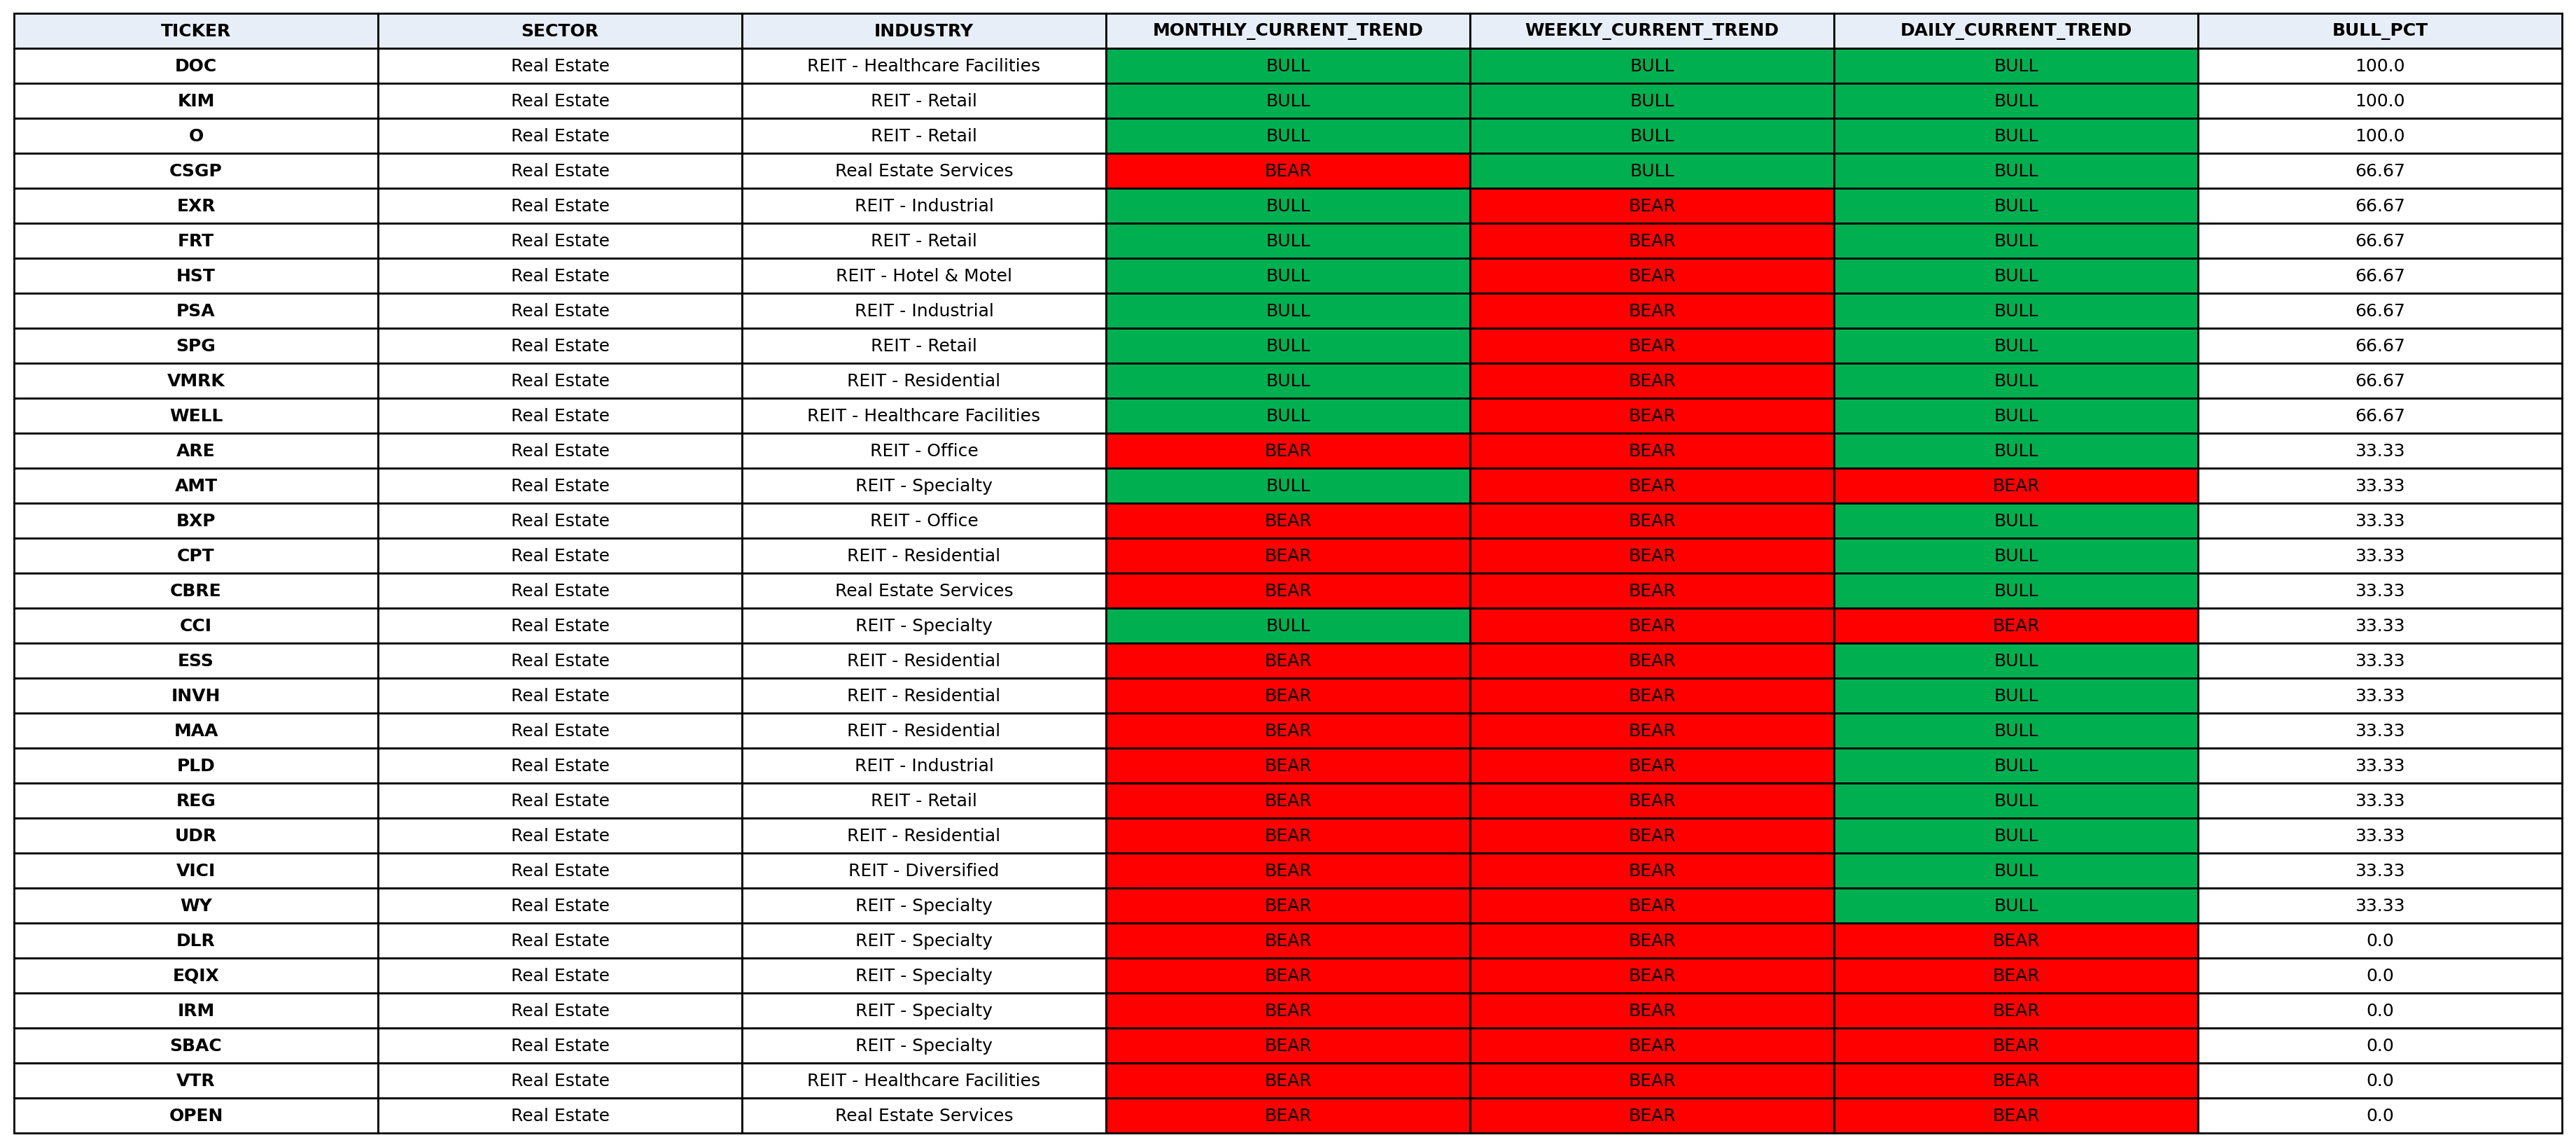 TICKER SECTOR INDUSTRY MONTHLY_CURRENT_TREND WEEKLY_CURRENT_TREND DAILY_CURRENT_TREND BULL_PCT
DOC Real Estate REIT - Healthcare Facilities BULL BULL BULL 100.0
KIM Real Estate REIT - Retail BULL BULL BULL 100.0
O Real Estate REIT - Retail BULL BULL BULL 100.0
CSGP Real Estate Real Estate Services BEAR BULL BULL 66.67
EXR Real Estate REIT - Industrial BULL BEAR BULL 66.67
FRT Real Estate REIT - Retail BULL BEAR BULL 66.67
HST Real Estate REIT - Hotel & Motel BULL BEAR BULL 66.67
PSA Real Estate REIT - Industrial BULL BEAR BULL 66.67
SPG Real Estate REIT - Retail BULL BEAR BULL 66.67
VMRK Real Estate REIT - Residential BULL BEAR BULL 66.67
WELL Real Estate REIT - Healthcare Facilities BULL BEAR BULL 66.67
ARE Real Estate REIT - Office BEAR BEAR BULL 33.33
AMT Real Estate REIT - Specialty BULL BEAR BEAR 33.33
BXP Real Estate REIT - Office BEAR BEAR BULL 33.33
CPT Real Estate REIT - Residential BEAR BEAR BULL 33.33
CBRE Real Estate Real Estate Services BEAR BEAR BULL 33.33
CCI Real Estate REIT - Specialty BULL BEAR BEAR 33.33
ESS Real Estate REIT - Residential BEAR BEAR BULL 33.33
INVH Real Estate REIT - Residential BEAR BEAR BULL 33.33
MAA Real Estate REIT - Residential BEAR BEAR BULL 33.33
PLD Real Estate REIT - Industrial BEAR BEAR BULL 33.33
REG Real Estate REIT - Retail BEAR BEAR BULL 33.33
UDR Real Estate REIT - Residential BEAR BEAR BULL 33.33
VICI Real Estate REIT - Diversified BEAR BEAR BULL 33.33
WY Real Estate REIT - Specialty BEAR BEAR BULL 33.33
DLR Real Estate REIT - Specialty BEAR BEAR BEAR 0.0
EQIX Real Estate REIT - Specialty BEAR BEAR BEAR 0.0
IRM Real Estate REIT - Specialty BEAR BEAR BEAR 0.0
SBAC Real Estate REIT - Specialty BEAR BEAR BEAR 0.0
VTR Real Estate REIT - Healthcare Facilities BEAR BEAR BEAR 0.0
OPEN Real Estate Real Estate Services BEAR BEAR BEAR 0.0